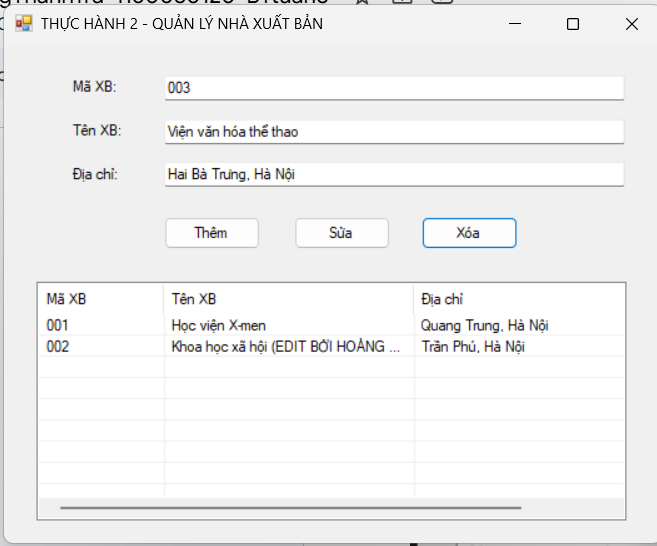 THỰC HÀNH 2 - QUẢN LÝ NHÀ XUẤT BẢN
Mã XB: 003
Tên XB: Viện văn hóa thể thao
Địa chỉ: Hai Bà Trưng, Hà Nội
Thêm Sửa Xóa
Mã XB Tên XB Địa chỉ
001 Học viện X-men Quang Trung, Hà Nội
002 Khoa học xã hội (EDIT BỞI HOÀNG ... Trần Phú, Hà Nội